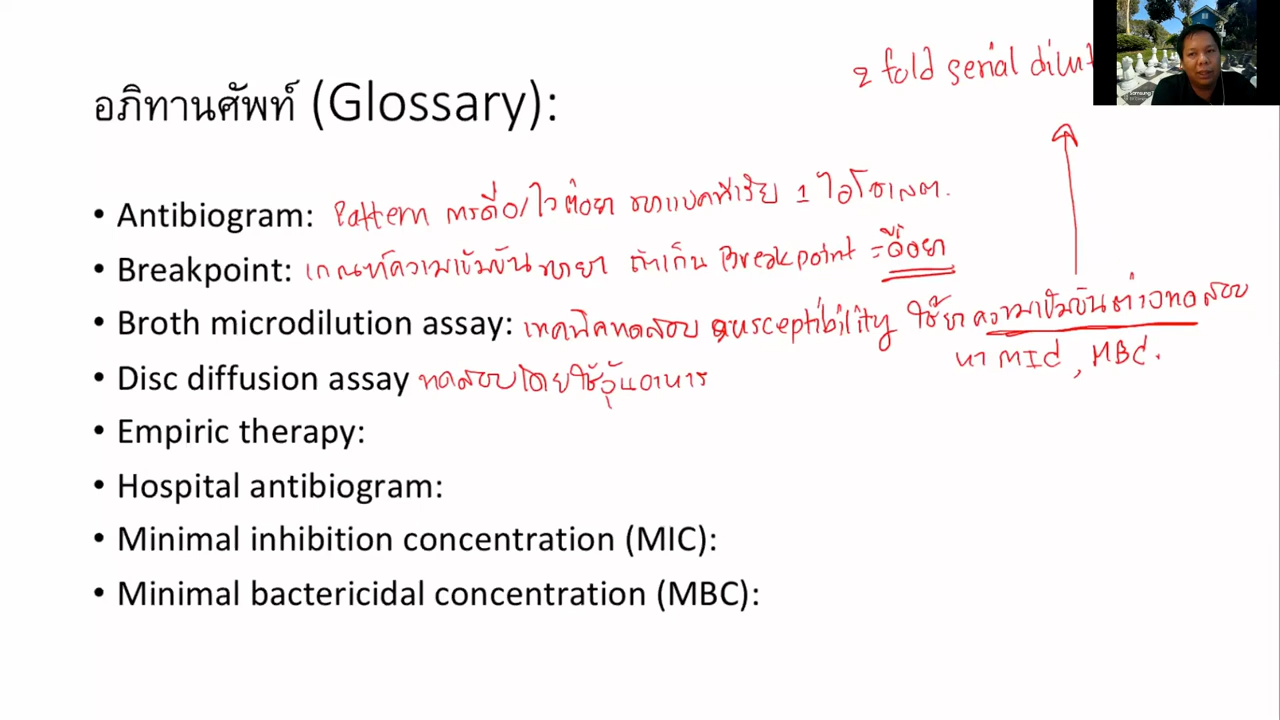 2 fold serial dilut
อภิทานศัพท์ (Glossary):
• Antibiogram: Pattern การดื้อ/ไวต่อยา ของแบคทีเรีย 1 ไอโซเลต.
• Breakpoint: เกณฑ์ความเข้มข้นของยา ถ้าเกิน Breakpoint = ดื้อยา
• Broth microdilution assay: เทคนิคทดสอบ susceptibility ใช้ยาความเข้มข้นต่างๆทดสอบ
หา MIC, MBC.
• Disc diffusion assay ทดสอบโดยใช้วุ้นอาหาร
• Empiric therapy:
• Hospital antibiogram:
• Minimal inhibition concentration (MIC):
• Minimal bactericidal concentration (MBC):